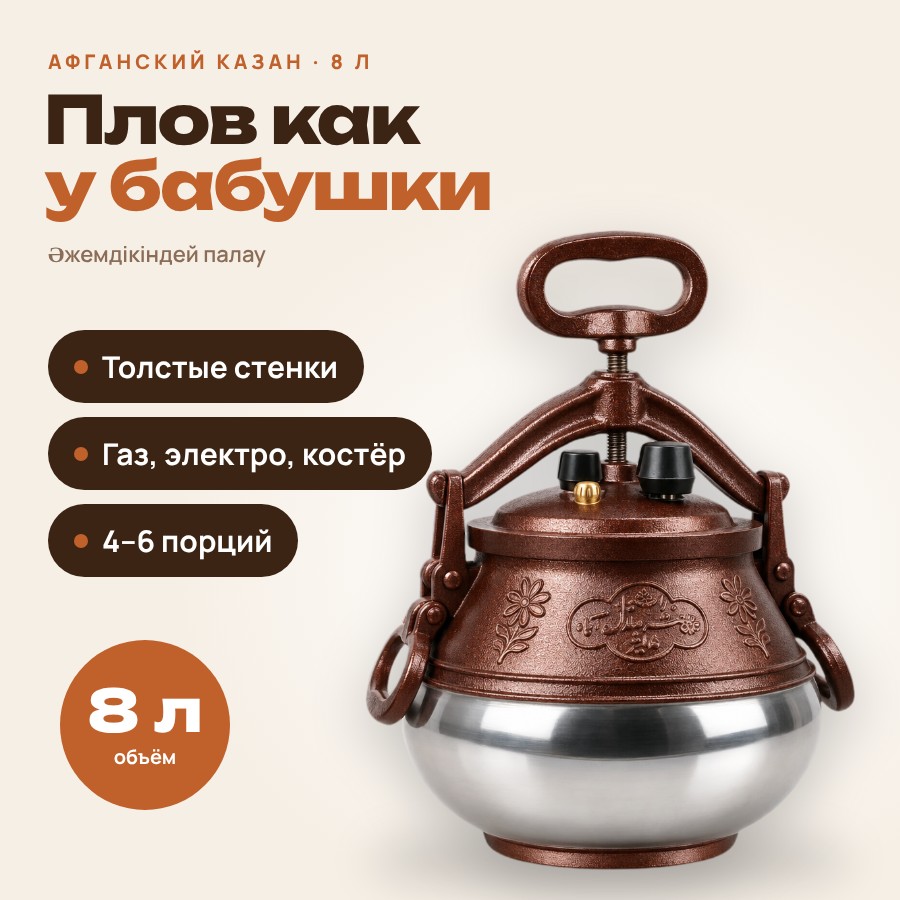 АФГАНСКИЙ КАЗАН · 8 Л
Плов как
у бабушки
Әжемдікіндей палау
Толстые стенки
Газ, электро, костёр
4–6 порций
8 л
объём